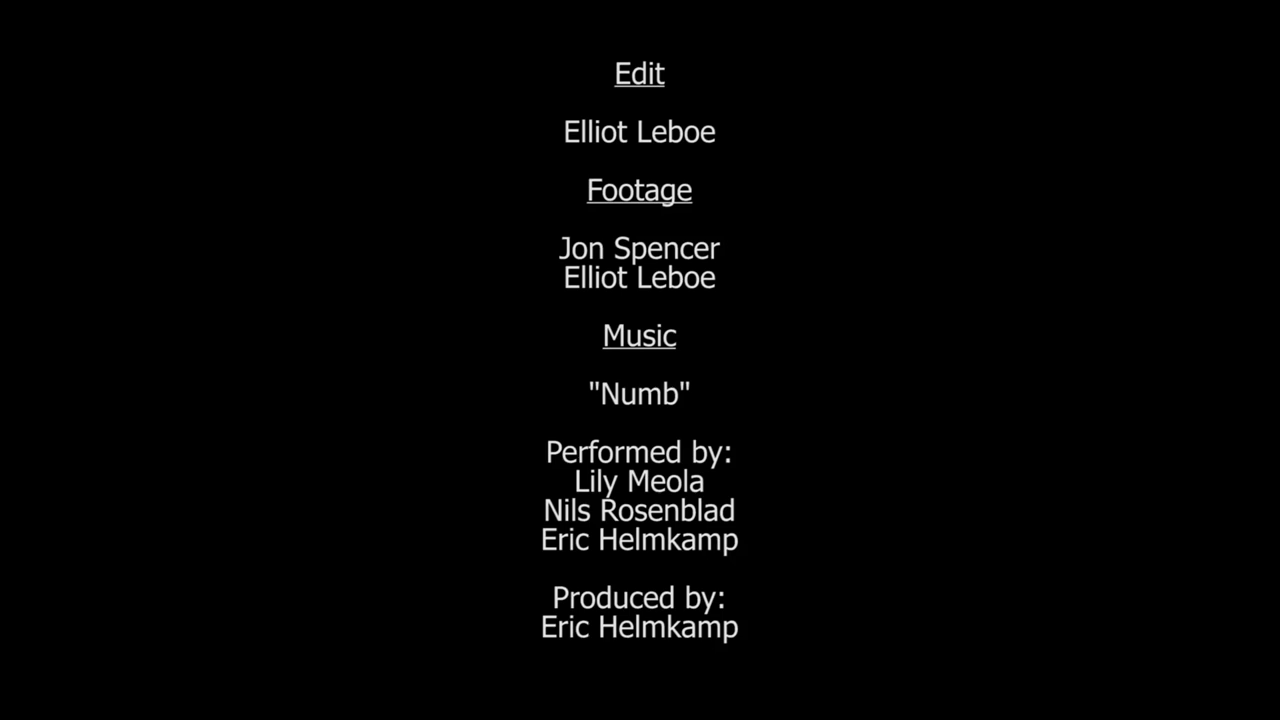 Edit
Elliot Leboe
Footage
Jon Spencer
Elliot Leboe
Music
"Numb"
Performed by:
Lily Meola
Nils Rosenblad
Eric Helmkamp
Produced by:
Eric Helmkamp